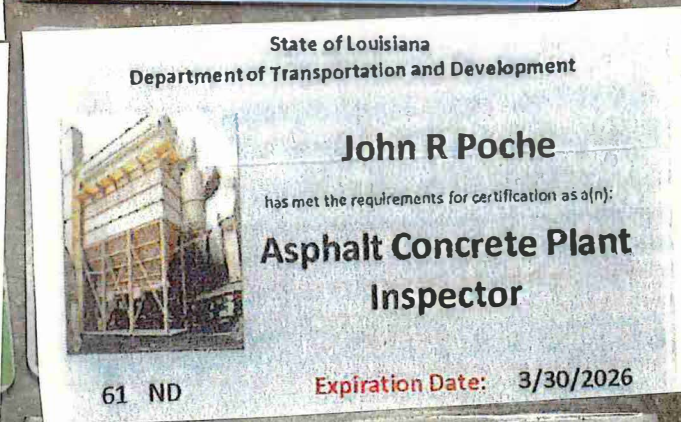 State of Louisiana
Department of Transportation and Development
John R Poche
has met the requirements for certification as a(n):
Asphalt Concrete Plant
Inspector
61 ND
Expiration Date: 3/30/2026